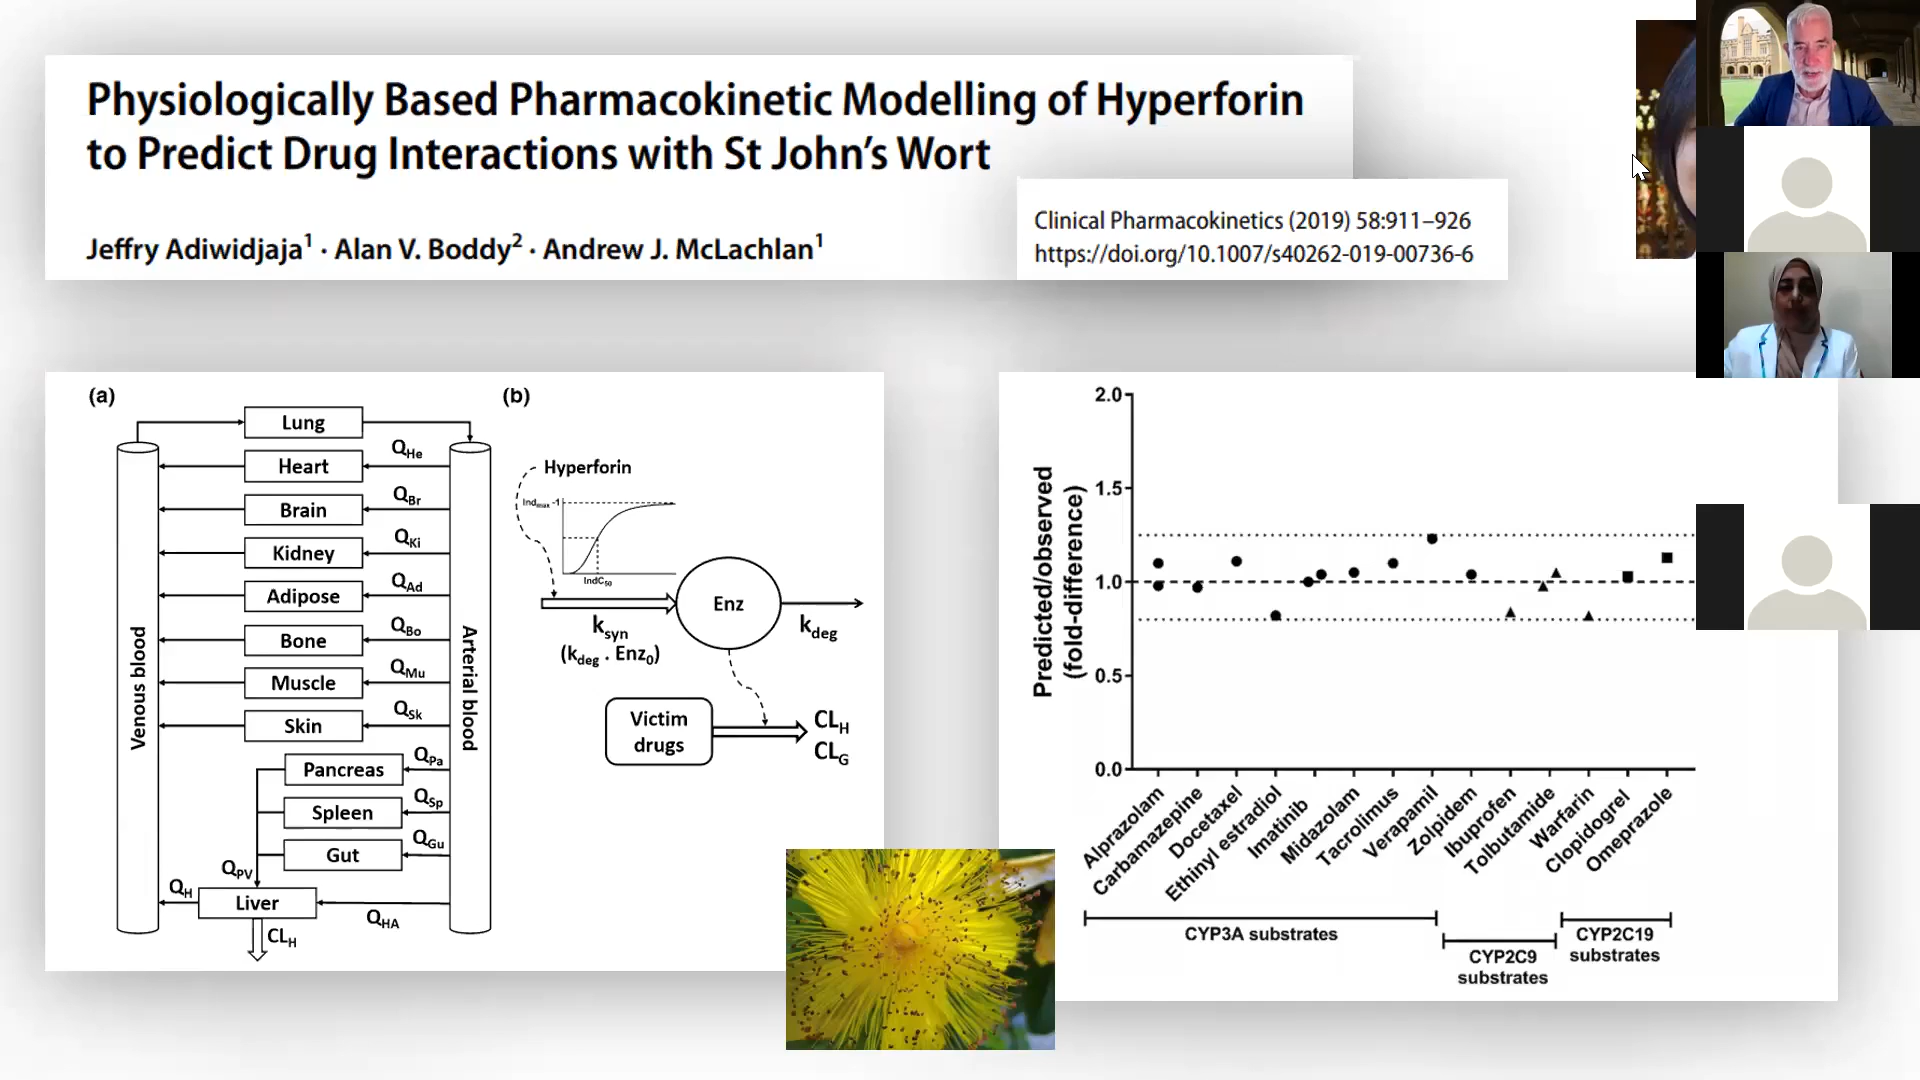 Physiologically Based Pharmacokinetic Modelling of Hyperforin
to Predict Drug Interactions with St John's Wort
Jeffry Adiwidjaja1 · Alan V. Boddy2 · Andrew J. McLachlan1
Clinical Pharmacokinetics (2019) 58:911–926
https://doi.org/10.1007/s40262-019-00736-6
(a)
Venous blood
Arterial blood
Lung
Heart
QHe
Brain
QBr
Kidney
QKi
Adipose
QAd
Bone
QBo
Muscle
QMu
Skin
QSk
Pancreas
QPa
Spleen
QSp
Gut
QGu
QPV
QH
Liver
QHA
CLH
(b)
Hyperforin
Indmax -1
IndC50
Enz
ksyn
(kdeg . Enz0)
kdeg
Victim
drugs
CLH
CLG
Predicted/observed
(fold-difference)
2.0
1.5
1.0
0.5
0.0
Alprazolam
Carbamazepine
Docetaxel
Ethinyl estradiol
Imatinib
Midazolam
Tacrolimus
Verapamil
Zolpidem
Ibuprofen
Tolbutamide
Warfarin
Clopidogrel
Omeprazole
CYP3A substrates
CYP2C9
substrates
CYP2C19
substrates